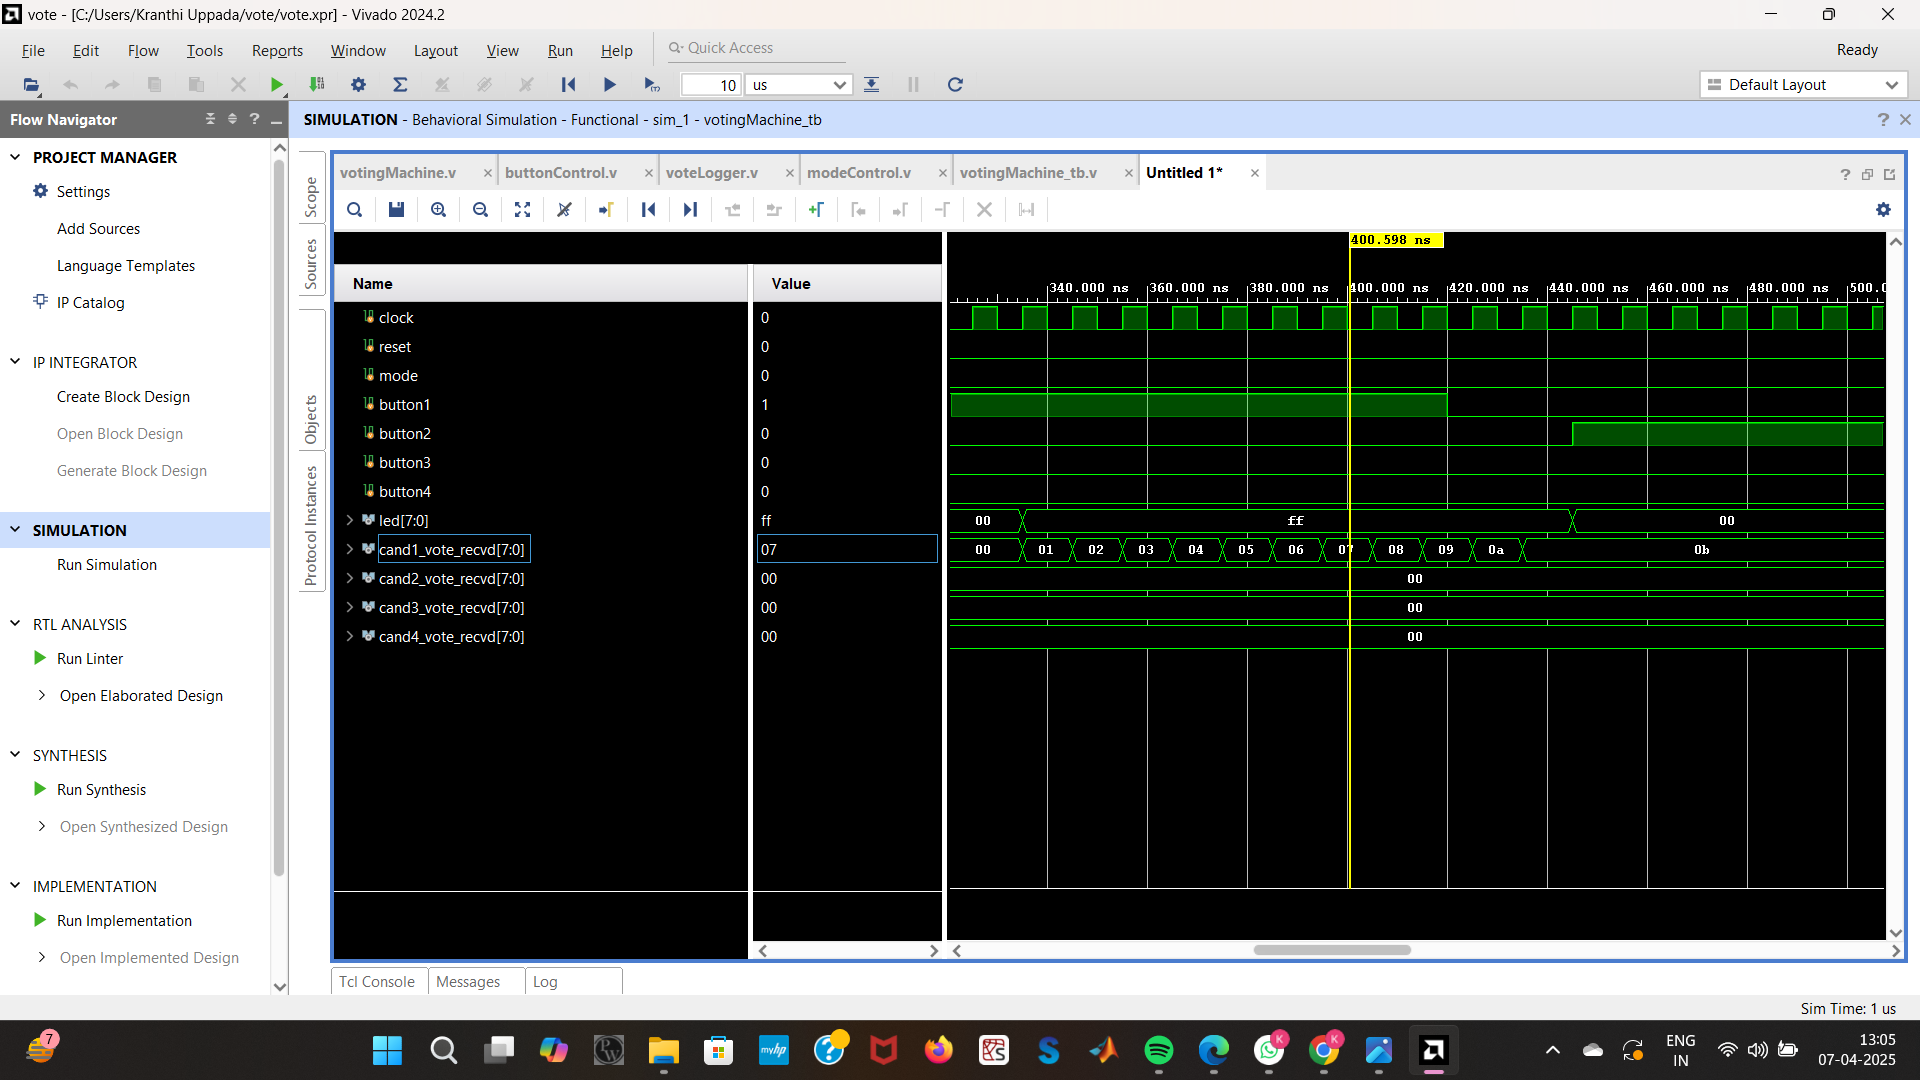 vote - [C:/Users/Kranthi Uppada/vote/vote.xpr] - Vivado 2024.2
File Edit Flow Tools Reports Window Layout View Run Help Quick Access
Ready
10 us
Default Layout
Flow Navigator
SIMULATION - Behavioral Simulation - Functional - sim_1 - votingMachine_tb
PROJECT MANAGER
Settings
Add Sources
Language Templates
IP Catalog
IP INTEGRATOR
Create Block Design
Open Block Design
Generate Block Design
SIMULATION
Run Simulation
RTL ANALYSIS
Run Linter
Open Elaborated Design
SYNTHESIS
Run Synthesis
Open Synthesized Design
IMPLEMENTATION
Run Implementation
Open Implemented Design
Scope
Sources
Objects
Protocol Instances
votingMachine.v buttonControl.v voteLogger.v modeControl.v votingMachine_tb.v Untitled 1*
400.598 ns
Name Value
340.000 ns 360.000 ns 380.000 ns 400.000 ns 420.000 ns 440.000 ns 460.000 ns 480.000 ns 500.0
clock 0
reset 0
mode 0
button1 1
button2 0
button3 0
button4 0
led[7:0] ff 00 ff 00
cand1_vote_recvd[7:0] 07 00 01 02 03 04 05 06 07 08 09 0a 0b
cand2_vote_recvd[7:0] 00 00
cand3_vote_recvd[7:0] 00 00
cand4_vote_recvd[7:0] 00 00
Tcl Console Messages Log
Sim Time: 1 us
7
myhp
K
K
ENG
IN
13:05
07-04-2025